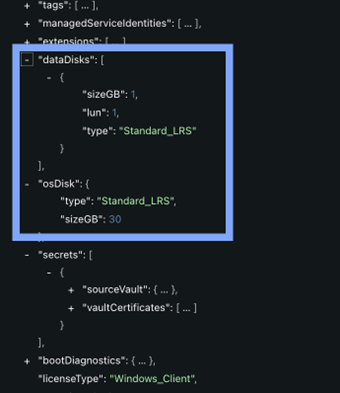 + "tags": [ ... ],
+ "managedServiceIdentities": [ ... ],
+ "extensions": [ ... ],
- "dataDisks": [
- {
"sizeGB": 1,
"lun": 1,
"type": "Standard_LRS"
}
],
- "osDisk": {
"type": "Standard_LRS",
"sizeGB": 30
},
- "secrets": [
- {
+ "sourceVault": { ... },
+ "vaultCertificates": [ ... ]
}
],
+ "bootDiagnostics": { ... },
"licenseType": "Windows_Client",